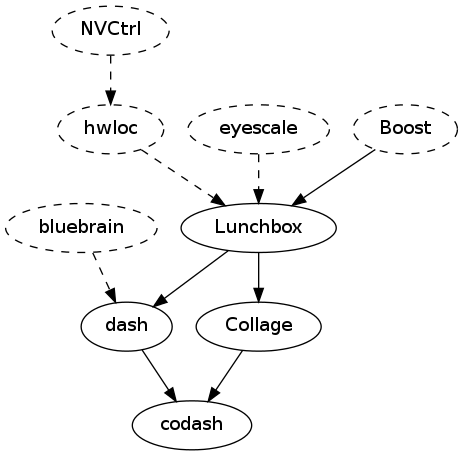 NVCtrl
hwloc
eyescale
Boost
bluebrain
Lunchbox
dash
Collage
codash